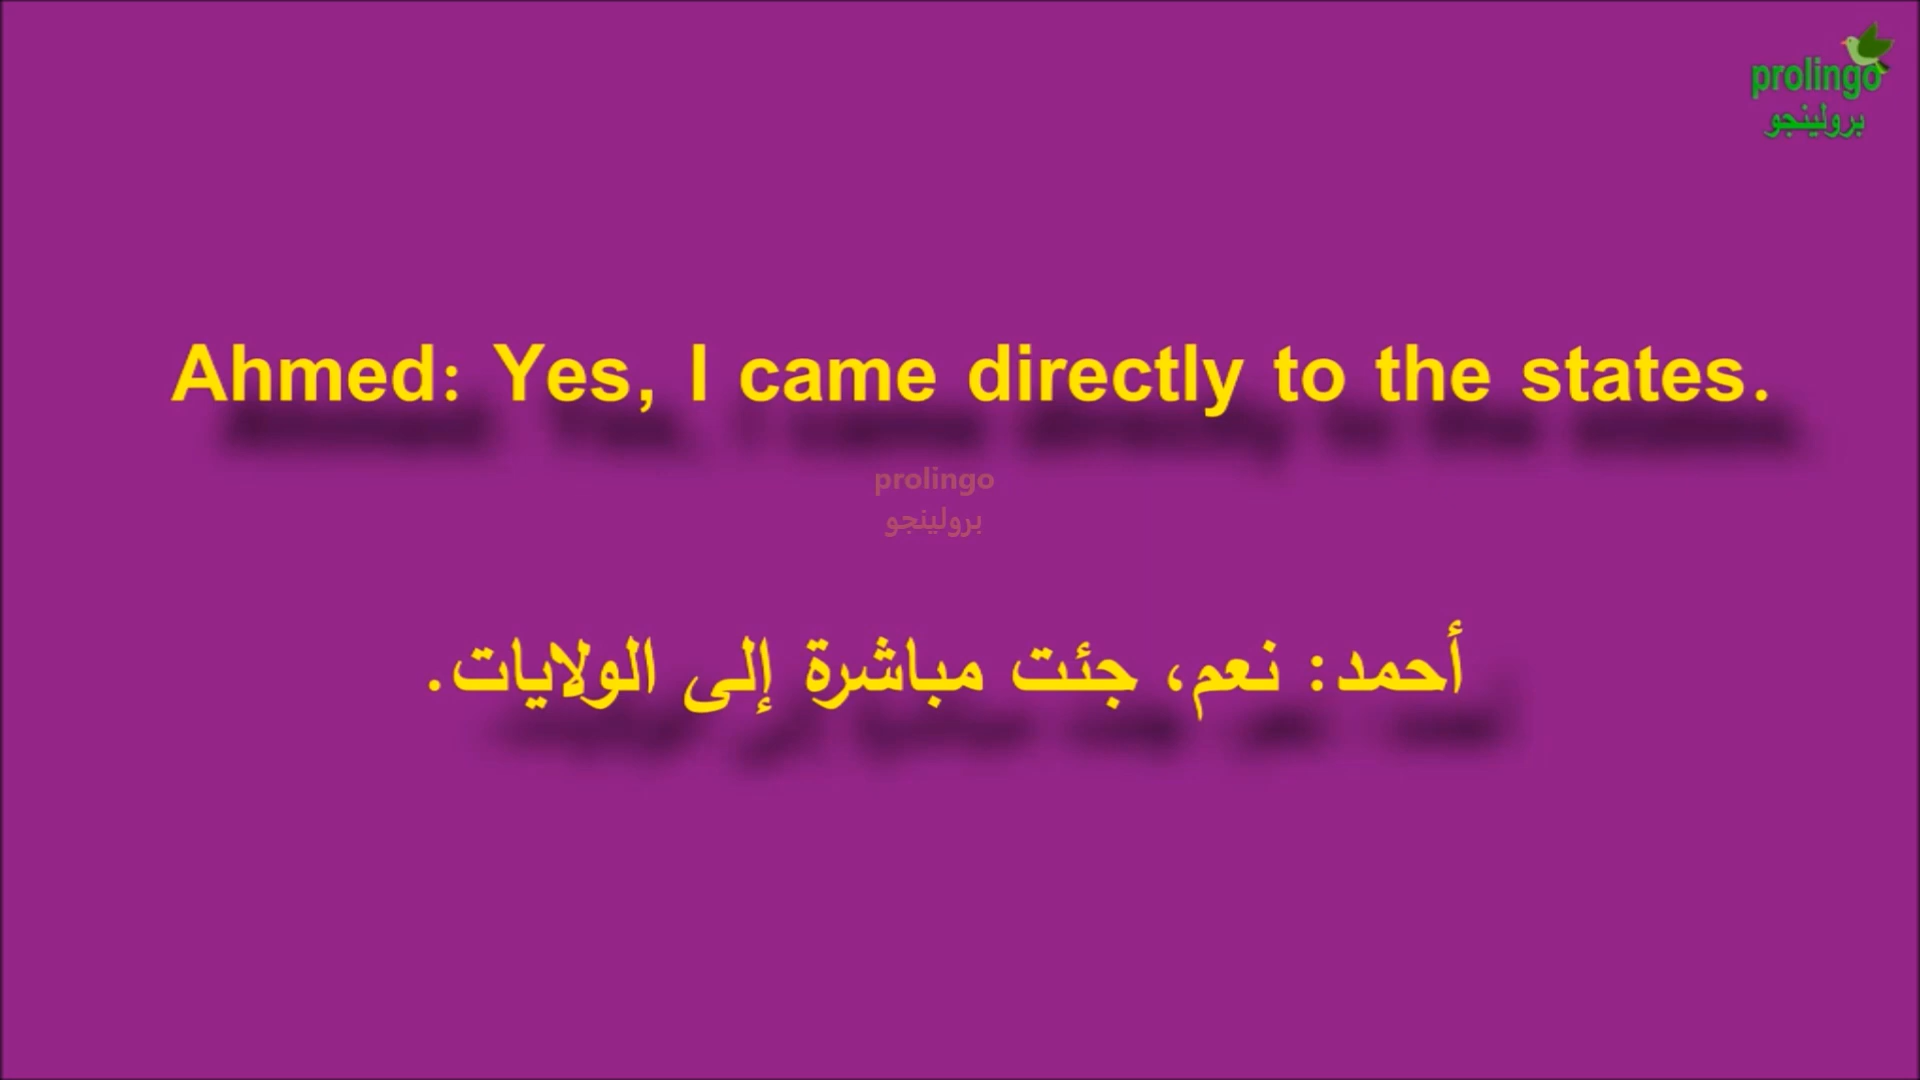 prolingo
برولينجو
Ahmed: Yes, I came directly to the states.
prolingo
برولينجو
أحمد: نعم، جئت مباشرة إلى الولايات.